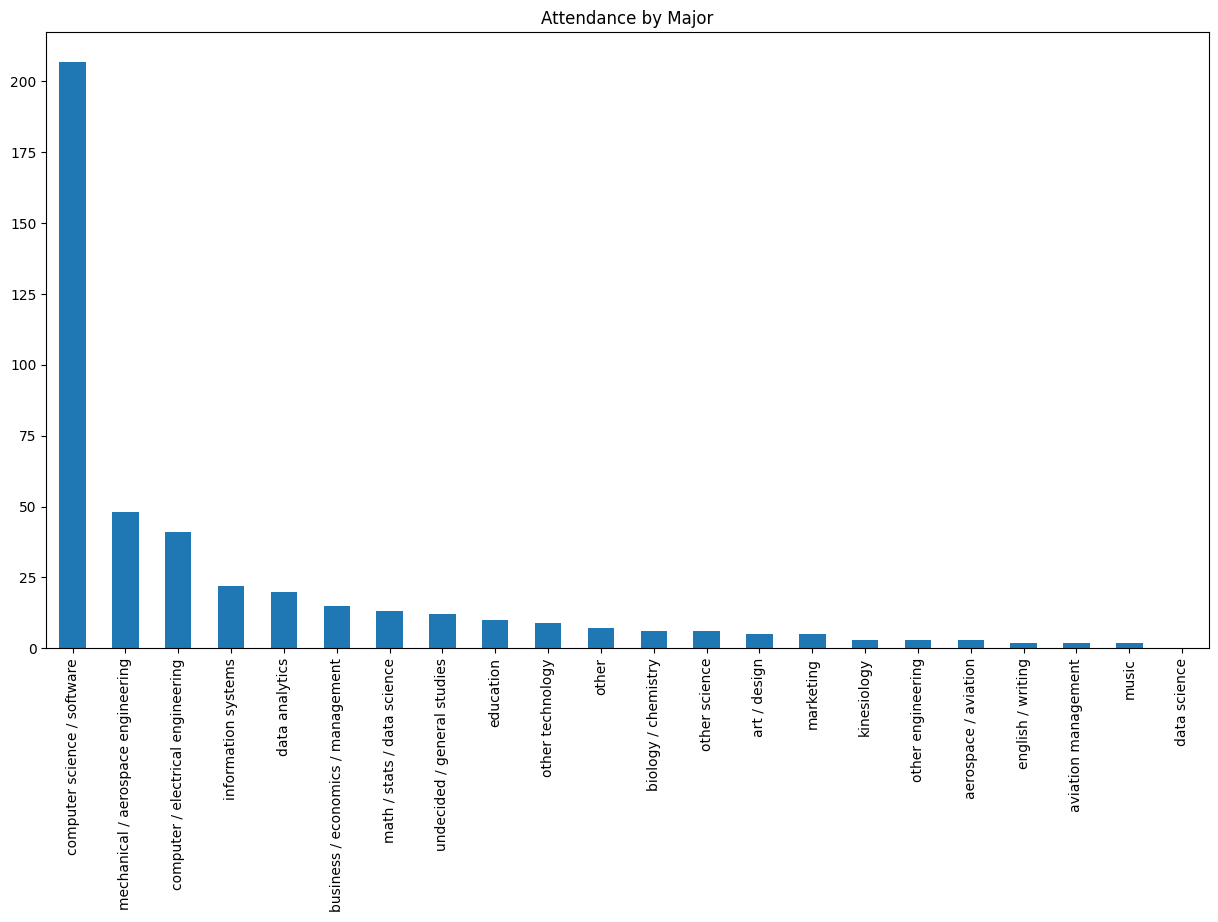 Attendance by Major
200
175
150
125
100
75
50
25
0
computer science / software
mechanical / aerospace engineering
computer / electrical engineering
information systems
data analytics
business / economics / management
math / stats / data science
undecided / general studies
education
other technology
other
biology / chemistry
other science
art / design
marketing
kinesiology
other engineering
aerospace / aviation
english / writing
aviation management
music
data science